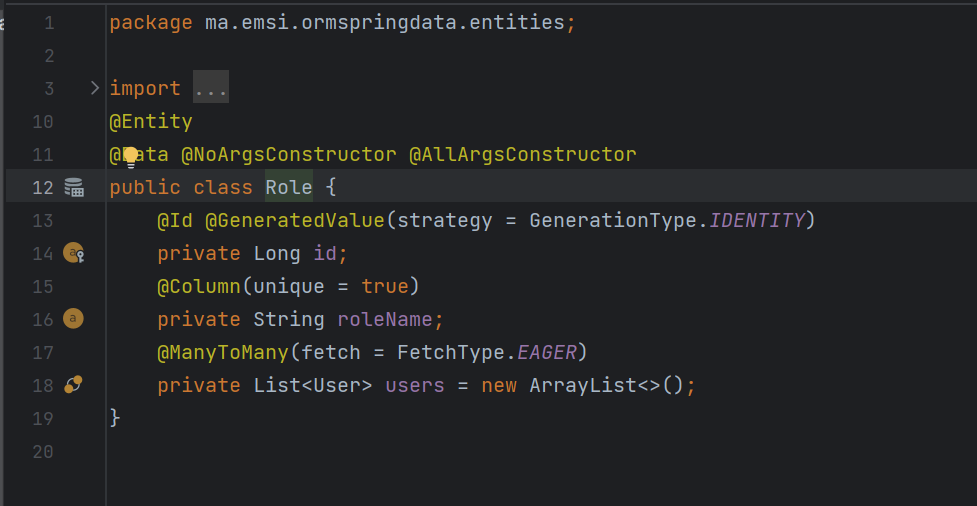 1 package ma.emsi.ormspringdata.entities;
2
3 import ...
10 @Entity
11 @Data @NoArgsConstructor @AllArgsConstructor
12 public class Role {
13 @Id @GeneratedValue(strategy = GenerationType.IDENTITY)
14 private Long id;
15 @Column(unique = true)
16 private String roleName;
17 @ManyToMany(fetch = FetchType.EAGER)
18 private List<User> users = new ArrayList<>();
19 }
20